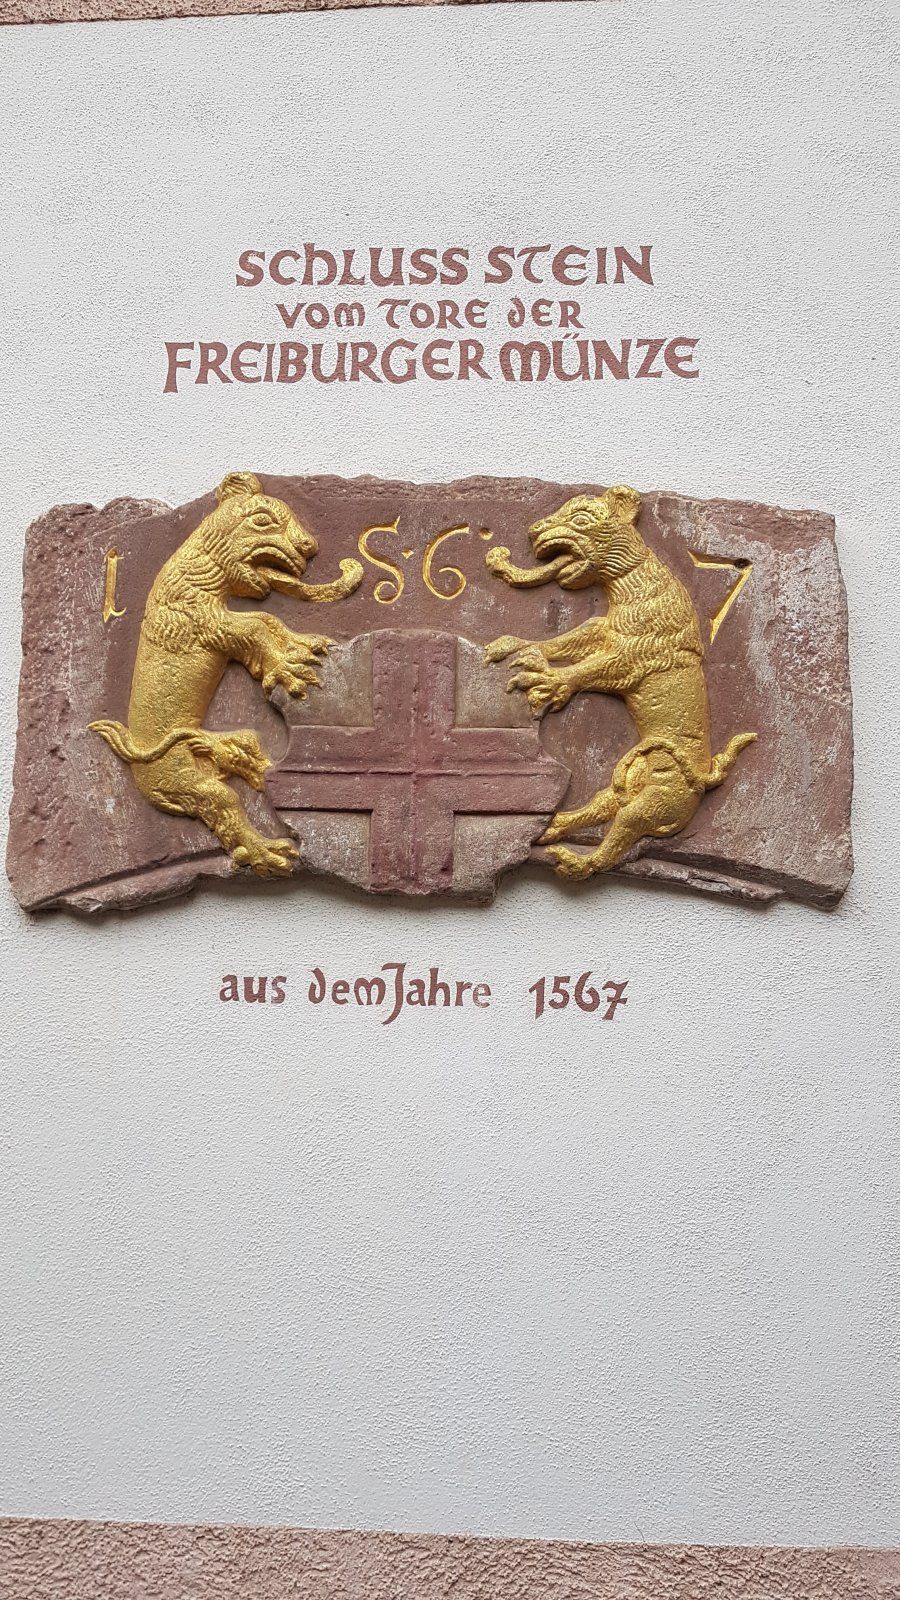 SCHLUSS STEIN
VOM TORE DER
FREIBURGER MÜNZE
1 5·6· 7
aus dem Jahre 1567